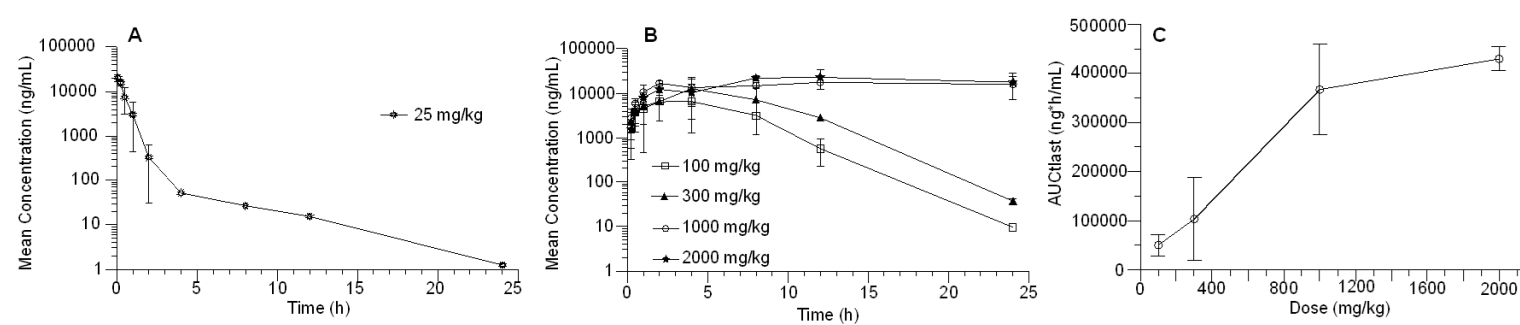 A
Mean Concentration (ng/mL)
100000
10000
1000
100
10
1
25 mg/kg
0 5 10 15 20 25
Time (h)
B
Mean Concentration (ng/mL)
100000
10000
1000
100
10
1
100 mg/kg
300 mg/kg
1000 mg/kg
2000 mg/kg
0 5 10 15 20 25
Time (h)
C
AUCtlast (ng*h/mL)
500000
400000
300000
200000
100000
0
0 400 800 1200 1600 2000
Dose (mg/kg)